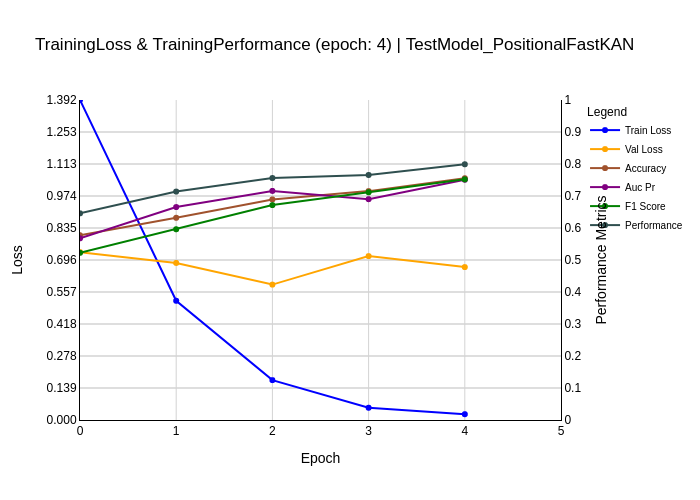 TrainingLoss & TrainingPerformance (epoch: 4) | TestModel_PositionalFastKAN
1.392
1.253
1.113
0.974
0.835
0.696
0.557
0.418
0.278
0.139
0.000
Loss
0
1
2
3
4
5
Epoch
1
0.9
0.8
0.7
0.6
0.5
0.4
0.3
0.2
0.1
0
Performance Metrics
Legend
Train Loss
Val Loss
Accuracy
Auc Pr
F1 Score
Performance